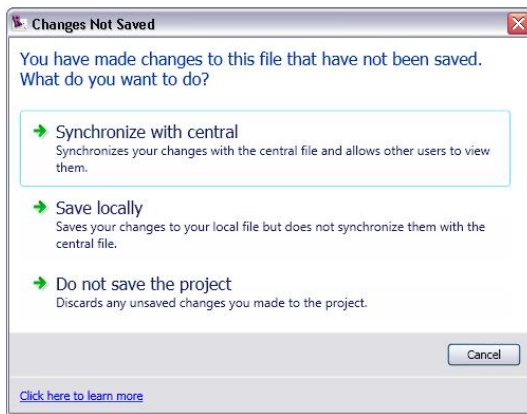 Changes Not Saved
You have made changes to this file that have not been saved.
What do you want to do?
Synchronize with central
Synchronizes your changes with the central file and allows other users to view
them.
Save locally
Saves your changes to your local file but does not synchronize them with the
central file.
Do not save the project
Discards any unsaved changes you made to the project.
Cancel
Click here to learn more